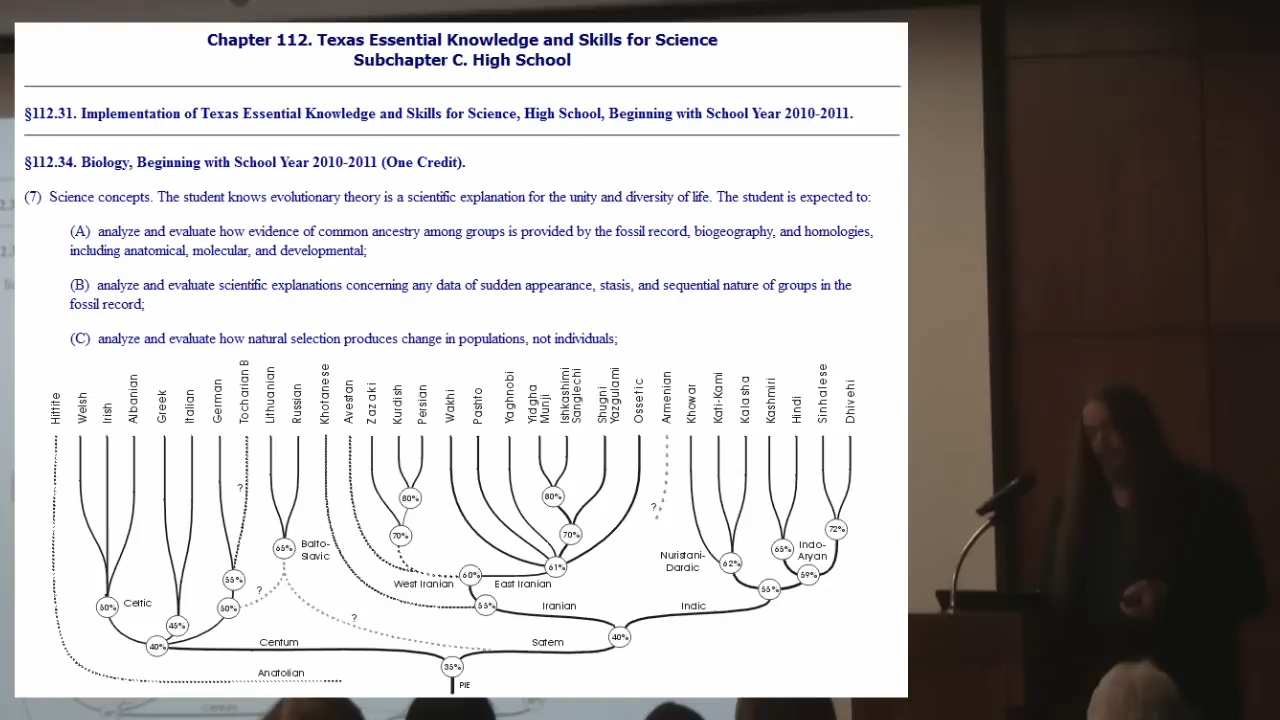 Chapter 112. Texas Essential Knowledge and Skills for Science
Subchapter C. High School
§112.31. Implementation of Texas Essential Knowledge and Skills for Science, High School, Beginning with School Year 2010-2011.
§112.34. Biology, Beginning with School Year 2010-2011 (One Credit).
(7) Science concepts. The student knows evolutionary theory is a scientific explanation for the unity and diversity of life. The student is expected to:
(A) analyze and evaluate how evidence of common ancestry among groups is provided by the fossil record, biogeography, and homologies,
including anatomical, molecular, and developmental;
(B) analyze and evaluate scientific explanations concerning any data of sudden appearance, stasis, and sequential nature of groups in the
fossil record;
(C) analyze and evaluate how natural selection produces change in populations, not individuals;
Hittite
Welsh
Irish
Albanian
Greek
Italian
German
Tocharian B
Lithuanian
Russian
Khotanese
Avestan
Zazaki
Kurdish
Persian
Wakhi
Pashto
Yaghnobi
Yidgha
Munji
Ishkashimi
Sanglechi
Shugni
Yazgulami
Ossetic
Armenian
Khowar
Kati-Kami
Kalasha
Kashmiri
Hindi
Sinhalese
Dhivehi
?
80%
80%
?
70%
70%
72%
65%
Balto-
Slavic
65%
Indo-
Aryan
Nuristani-
Dardic
62%
61%
60%
59%
55%
West Iranian
East Iranian
?
55%
50%
Celtic
50%
55%
Iranian
Indic
?
45%
40%
40%
Centum
Satem
35%
Anatolian
PIE